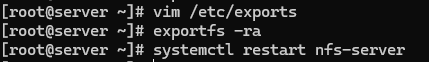 [root@server ~]# vim /etc/exports
[root@server ~]# exportfs -ra
[root@server ~]# systemctl restart nfs-server